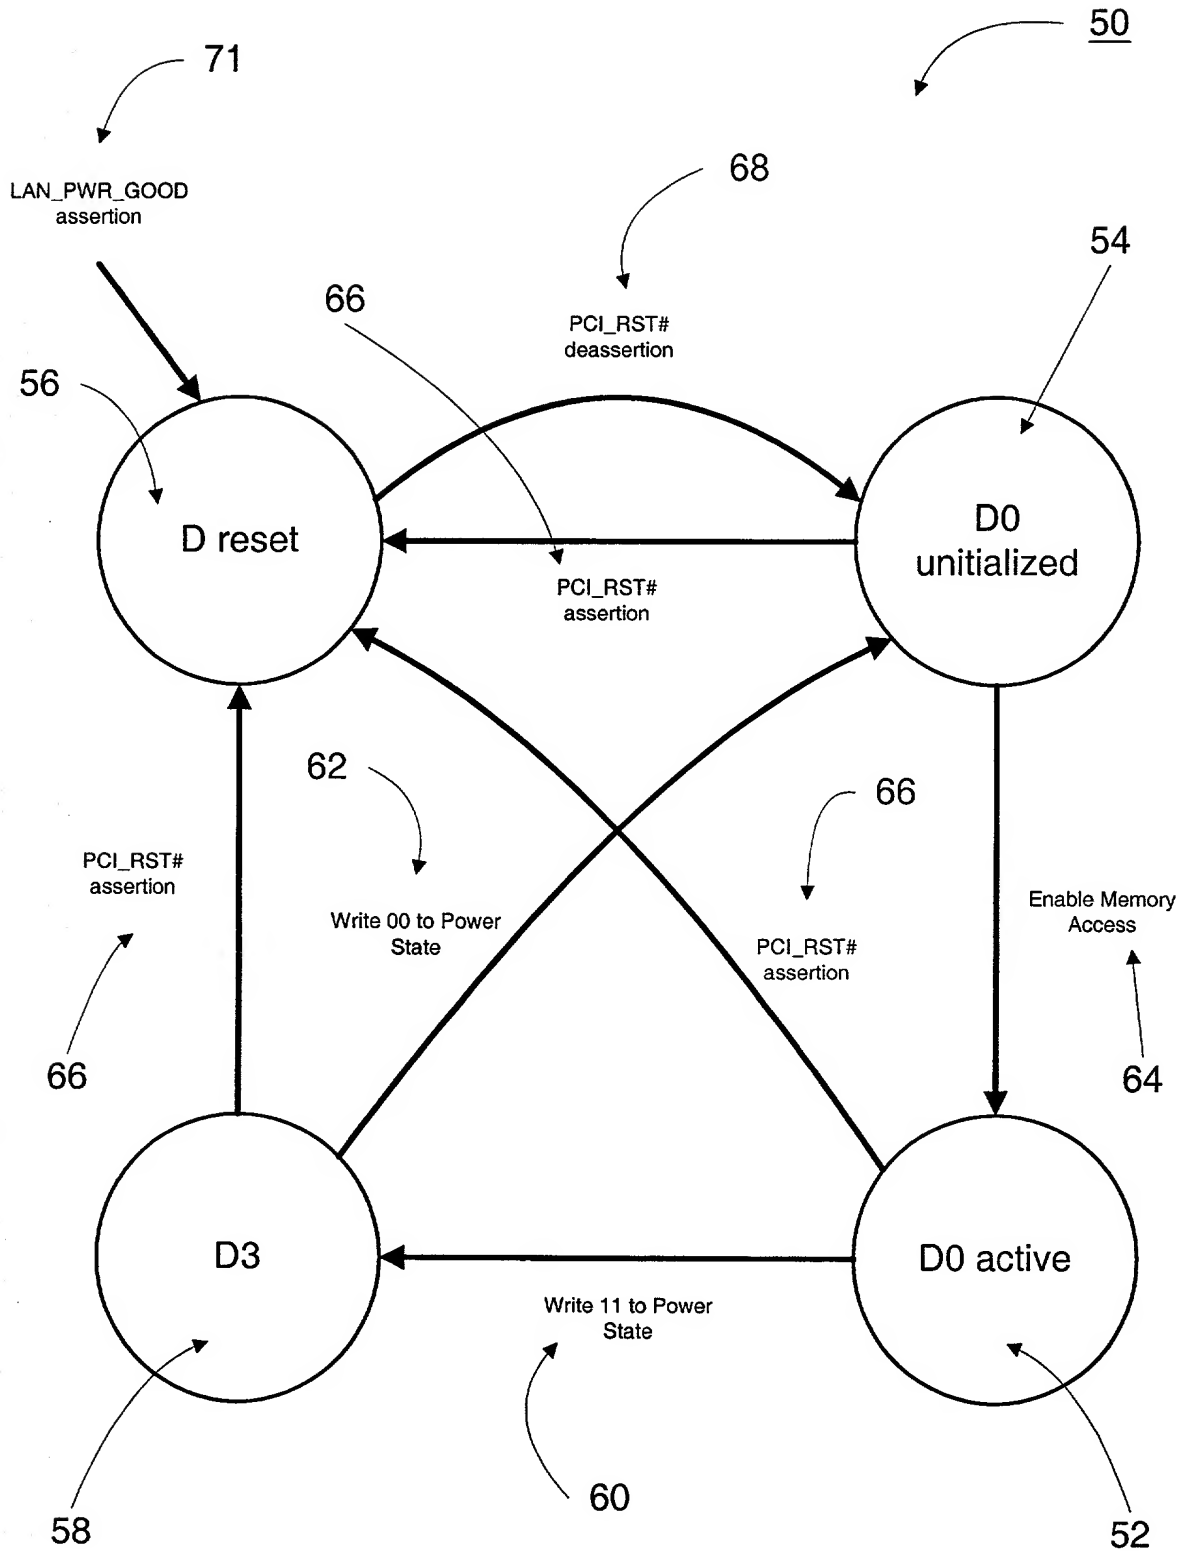 50
71
LAN_PWR_GOOD
assertion
68
54
66
PCI_RST#
deassertion
56
D reset
D0
unitialized
PCI_RST#
assertion
62
66
PCI_RST#
assertion
Write 00 to Power
State
PCI_RST#
assertion
Enable Memory
Access
66
64
D3
D0 active
Write 11 to Power
State
60
58
52